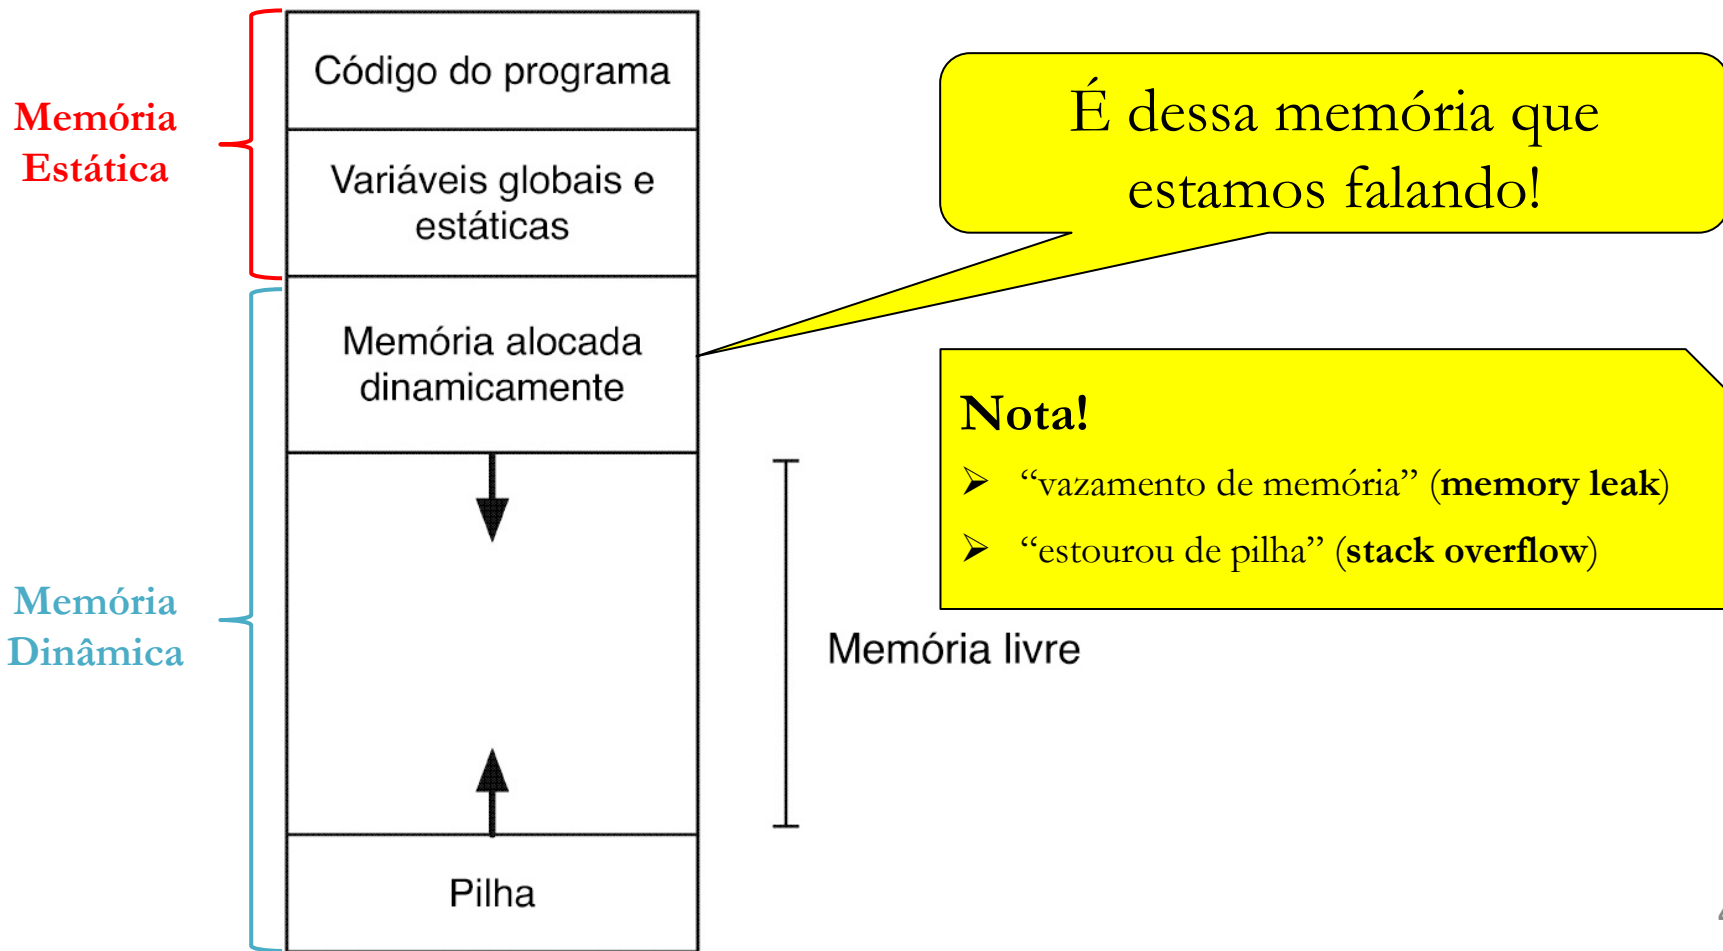 Memória
Estática
Código do programa
Variáveis globais e
estáticas
É dessa memória que
estamos falando!
Memória alocada
dinamicamente
Nota!
➢ “vazamento de memória” (memory leak)
➢ “estourou de pilha” (stack overflow)
Memória
Dinâmica
Memória livre
Pilha